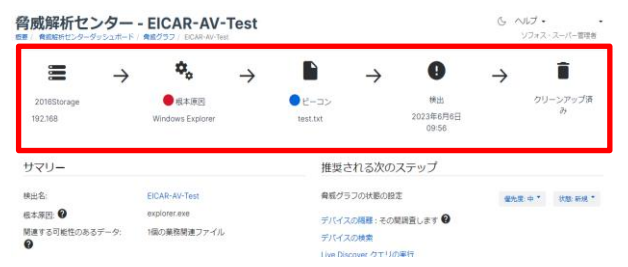 脅威解析センター - EICAR-AV-Test
概要 / 脅威解析センターダッシュボード / 脅威グラフ / EICAR-AV-Test
ヘルプ
ソフォス・スーパー管理者
2016Storage
192.168
根本原因
Windows Explorer
ビーコン
test.txt
検出
2023年6月6日
09:56
クリーンアップ済
み
サマリー
検出名:
EICAR-AV-Test
根本原因:
explorer.exe
関連する可能性のあるデータ:
1個の業務関連ファイル
推奨される次のステップ
脅威グラフの状態の設定
優先度: 中
状態: 新規
デバイスの隔離 : その間調査します
デバイスの検索
Live Discover クエリの実行